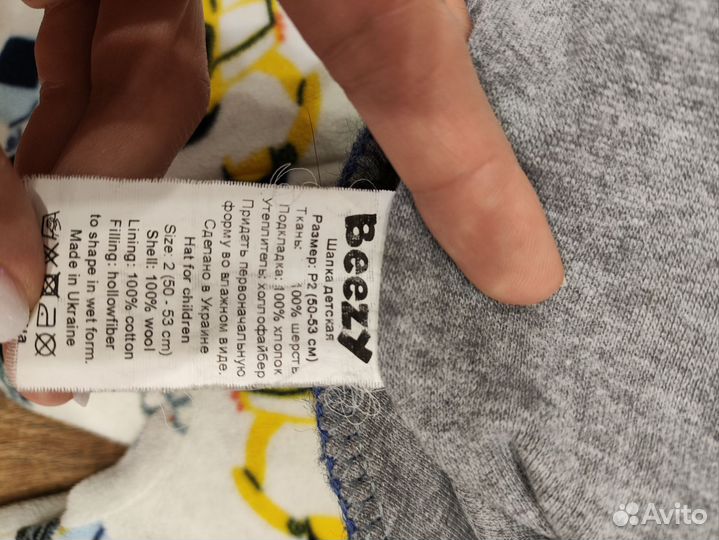 Beezy
Шапка детская
Размер: Р2 (50-53 см)
Ткань: 100% шерсть
Подкладка: 100% хлопок
Утеплитель: холлофайбер
Придать первоначальную
форму во влажном виде.
Сделано в Украине
Hat for children
Size: 2 (50 - 53 cm)
Shell: 100% wool
Lining: 100% cotton
Filling: hollowfiber
to shape in wet form.
Made in Ukraine
Avito